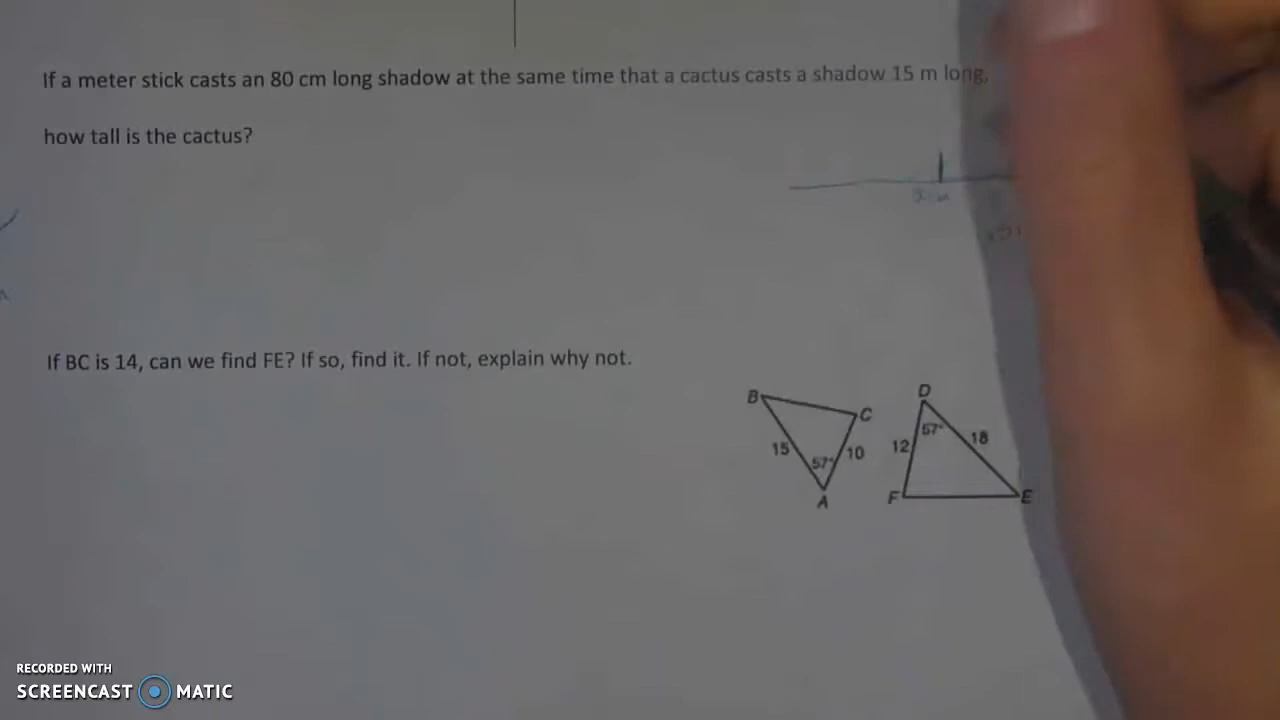 If a meter stick casts an 80 cm long shadow at the same time that a cactus casts a shadow 15 m long,
how tall is the cactus?
If BC is 14, can we find FE? If so, find it. If not, explain why not.
B
C
15
57°
10
A
D
57°
12
18
F
E
RECORDED WITH
SCREENCAST MATIC